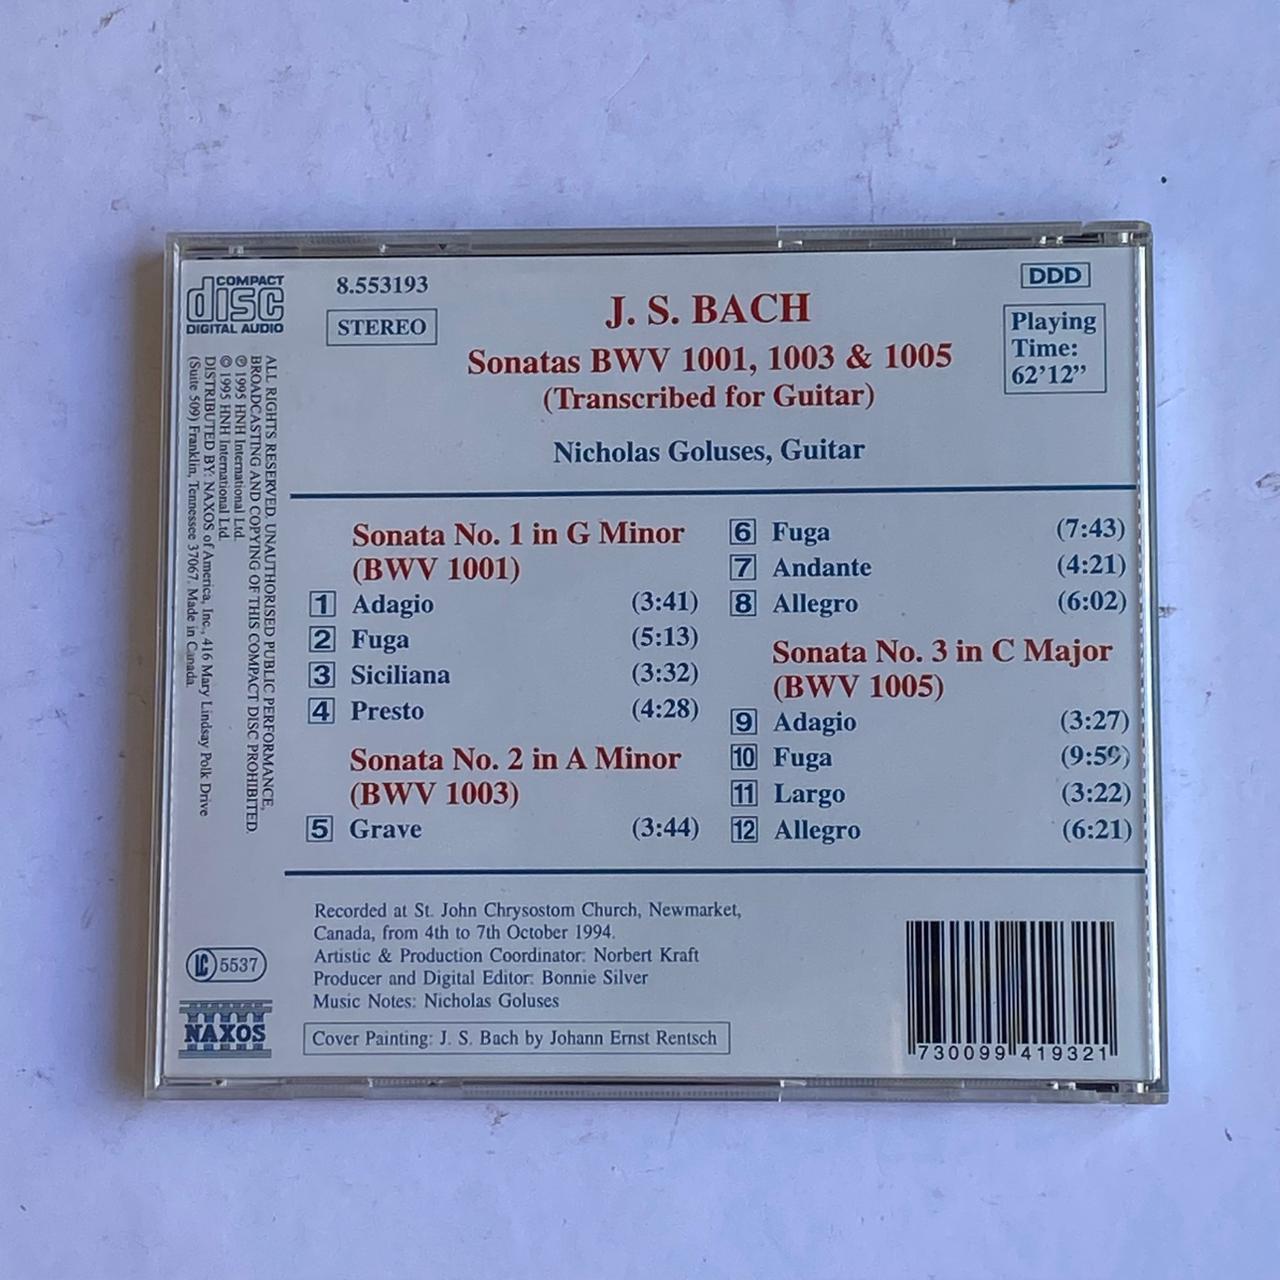 COMPACT
disc
DIGITAL AUDIO
8.553193
STEREO
DDD
Playing
Time:
62'12”
J. S. BACH
Sonatas BWV 1001, 1003 & 1005
(Transcribed for Guitar)
Nicholas Goluses, Guitar
ALL RIGHTS RESERVED. UNAUTHORISED PUBLIC PERFORMANCE,
BROADCASTING AND COPYING OF THIS COMPACT DISC PROHIBITED.
℗ 1995 HNH International Ltd.
© 1995 HNH International Ltd.
DISTRIBUTED BY: NAXOS of America, Inc., 416 Mary Lindsay Polk Drive
(Suite 509) Franklin, Tennessee 37067. Made in Canada.
Sonata No. 1 in G Minor
(BWV 1001)
1 Adagio (3:41)
2 Fuga (5:13)
3 Siciliana (3:32)
4 Presto (4:28)
Sonata No. 2 in A Minor
(BWV 1003)
5 Grave (3:44)
6 Fuga (7:43)
7 Andante (4:21)
8 Allegro (6:02)
Sonata No. 3 in C Major
(BWV 1005)
9 Adagio (3:27)
10 Fuga (9:59)
11 Largo (3:22)
12 Allegro (6:21)
Recorded at St. John Chrysostom Church, Newmarket,
Canada, from 4th to 7th October 1994.
Artistic & Production Coordinator: Norbert Kraft
Producer and Digital Editor: Bonnie Silver
Music Notes: Nicholas Goluses
Cover Painting: J. S. Bach by Johann Ernst Rentsch
LC 5537
NAXOS
730099 419321